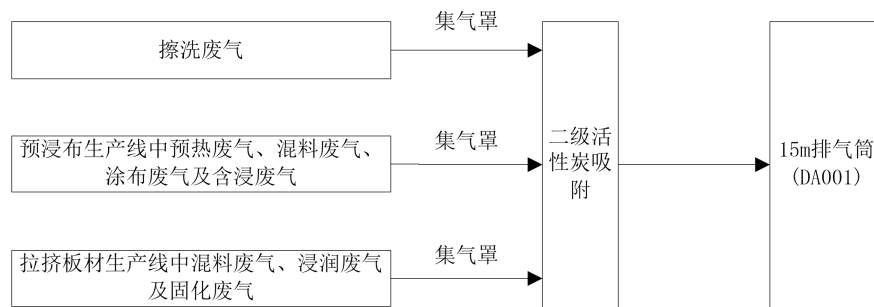 集气罩
擦洗废气
集气罩
预浸布生产线中预热废气、混料废气、
涂布废气及含浸废气
集气罩
拉挤板材生产线中混料废气、浸润废气
及固化废气
二级活
性炭吸
附
15m排气筒
(DA001)